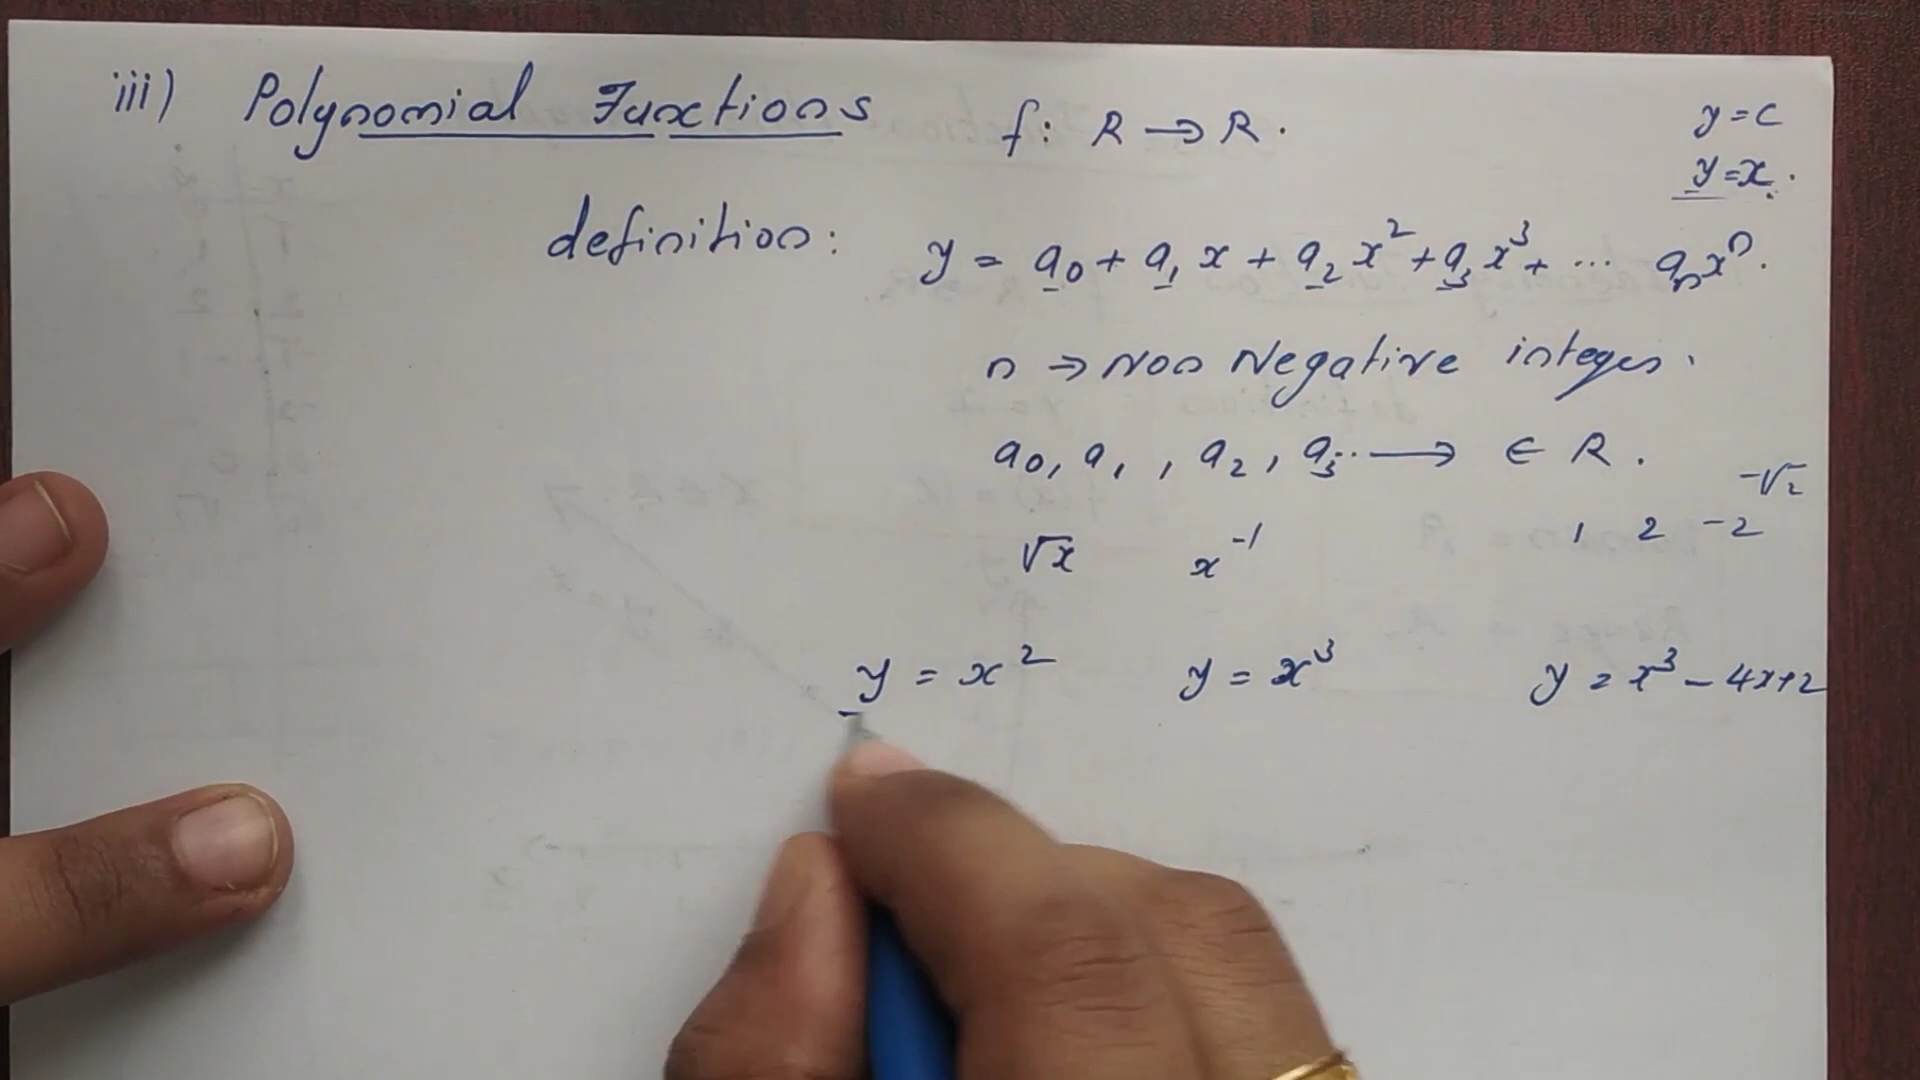 iii) Polynomial Functions f: R → R.
y = c
y = x.
definition: y = a₀ + a₁ x + a₂ x² + a₃ x³ + ... aₙxⁿ.
n → Non Negative integer.
a₀, a₁, a₂, a₃.. → ∈ R.
-√2
√x x⁻¹ 1 2 -2
y = x² y = x³ y = x³ - 4x+2